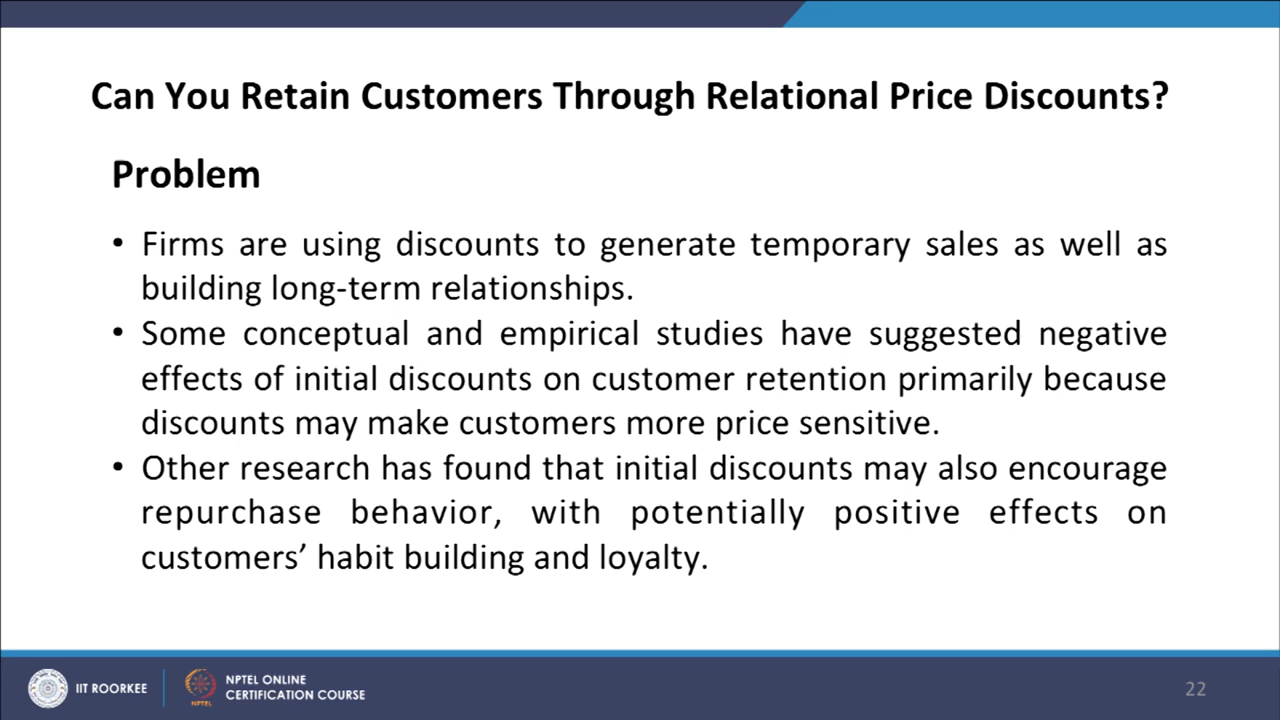 Can You Retain Customers Through Relational Price Discounts?
Problem
• Firms are using discounts to generate temporary sales as well as
building long-term relationships.
• Some conceptual and empirical studies have suggested negative
effects of initial discounts on customer retention primarily because
discounts may make customers more price sensitive.
• Other research has found that initial discounts may also encourage
repurchase behavior, with potentially positive effects on
customers’ habit building and loyalty.
IIT ROORKEE
NPTEL
NPTEL ONLINE
CERTIFICATION COURSE
22